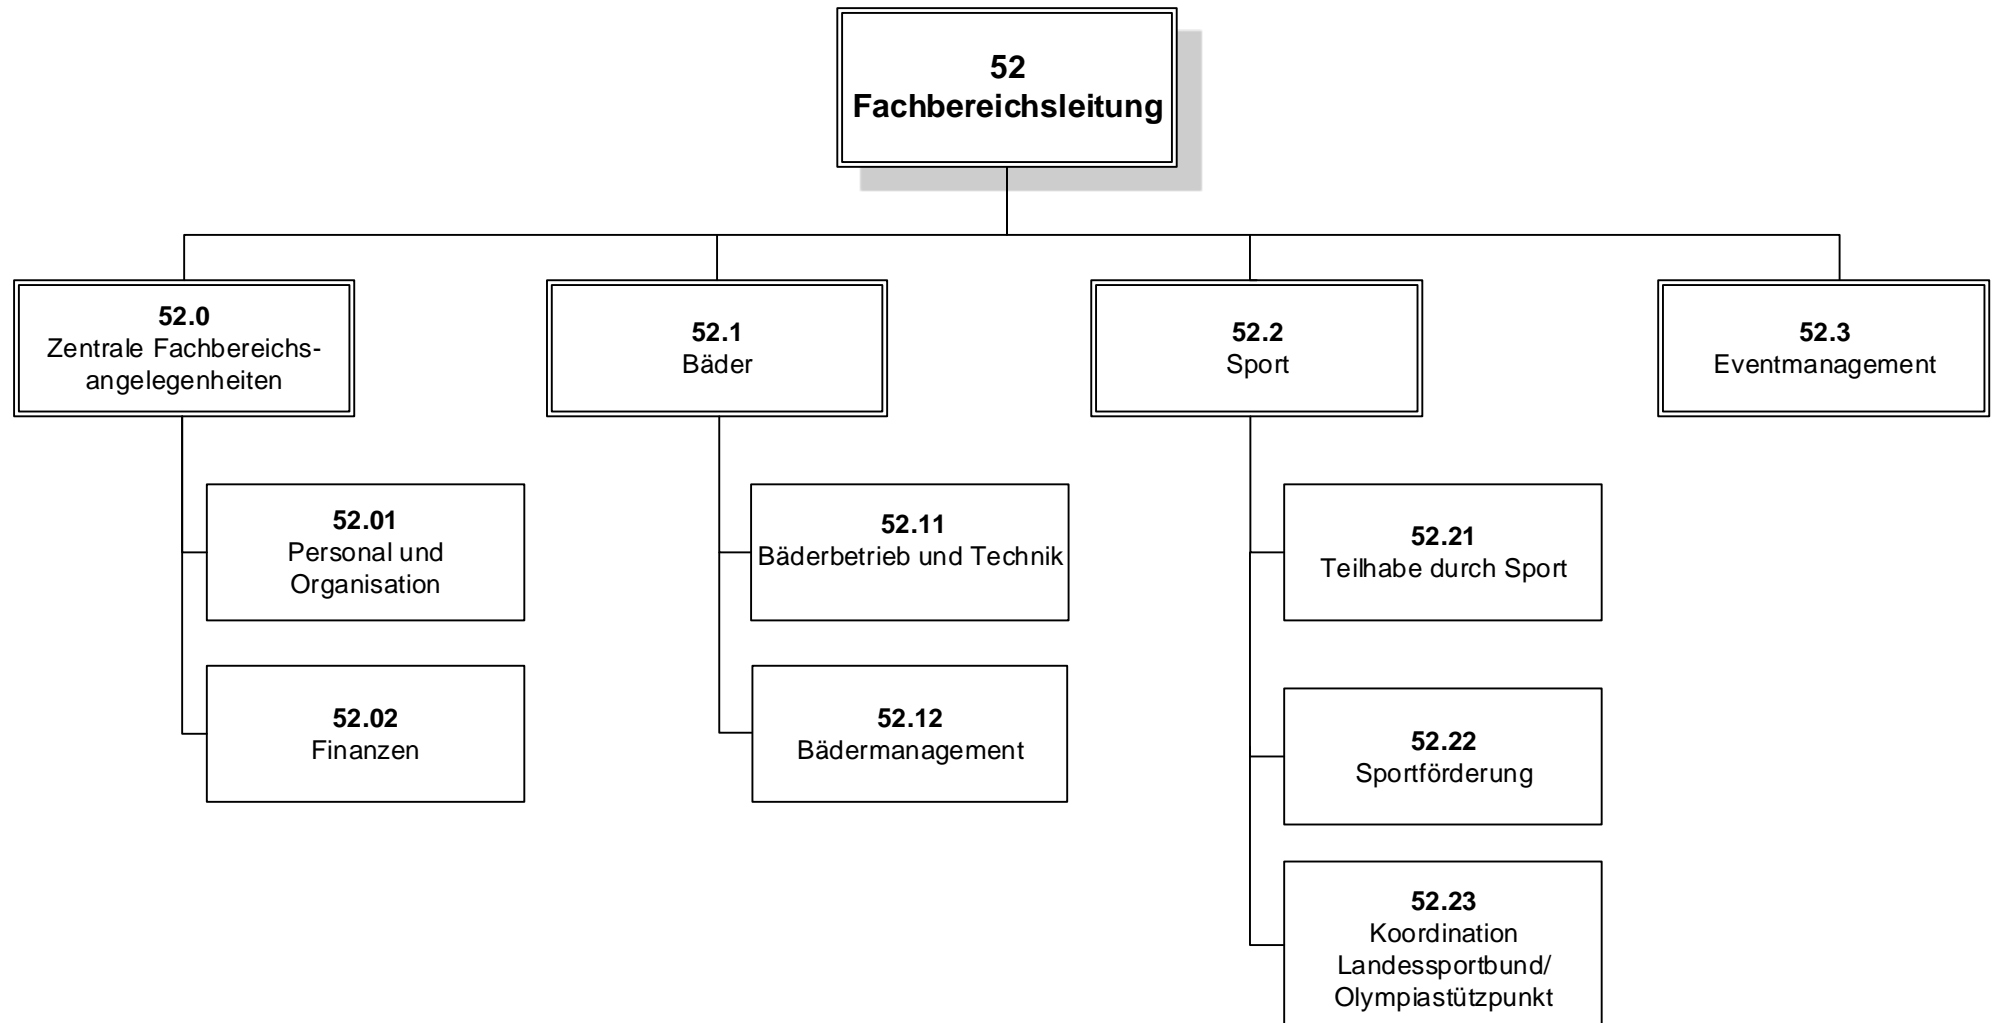 52
Fachbereichsleitung
52.0
Zentrale Fachbereichs-
angelegenheiten
52.1
Bäder
52.2
Sport
52.3
Eventmanagement
52.01
Personal und
Organisation
52.02
Finanzen
52.11
Bäderbetrieb und Technik
52.12
Bädermanagement
52.21
Teilhabe durch Sport
52.22
Sportförderung
52.23
Koordination
Landessportbund/
Olympiastützpunkt